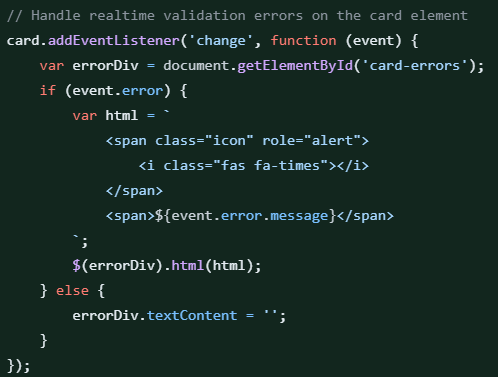 // Handle realtime validation errors on the card element
card.addEventListener('change', function (event) {
    var errorDiv = document.getElementById('card-errors');
    if (event.error) {
        var html = `
            <span class="icon" role="alert">
                <i class="fas fa-times"></i>
            </span>
            <span>${event.error.message}</span>
        `;
        $(errorDiv).html(html);
    } else {
        errorDiv.textContent = '';
    }
});